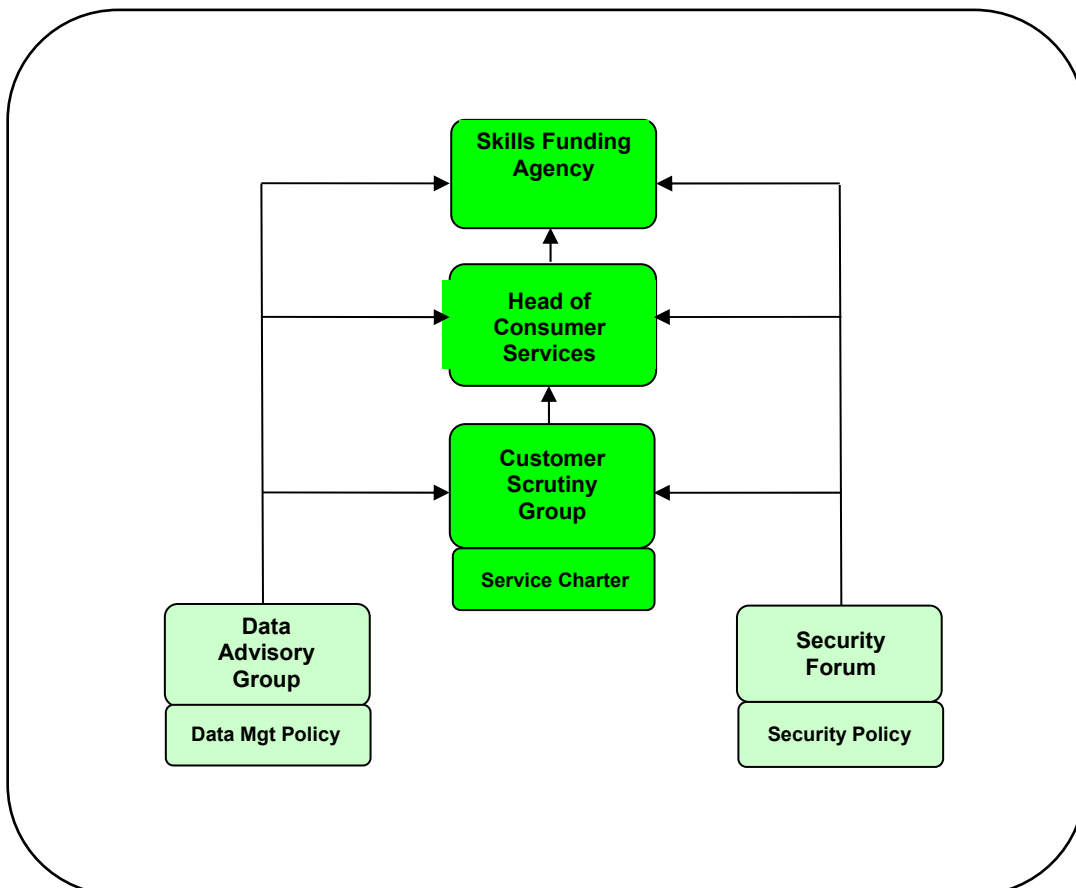 Skills Funding
Agency
Head of
Consumer
Services
Customer
Scrutiny
Group
Service Charter
Data
Advisory
Group
Data Mgt Policy
Security
Forum
Security Policy